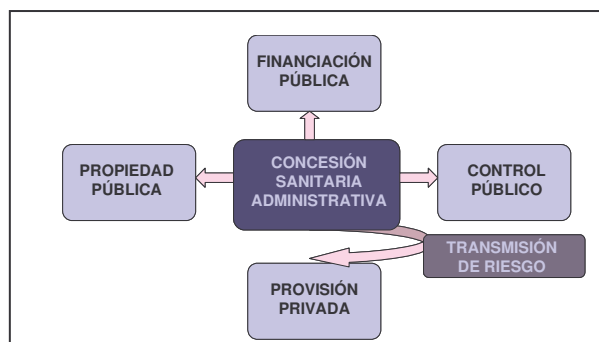 FINANCIACIÓN
PÚBLICA
PROPIEDAD
PÚBLICA
CONCESIÓN
SANITARIA
ADMINISTRATIVA
CONTROL
PÚBLICO
TRANSMISIÓN
DE RIESGO
PROVISIÓN
PRIVADA